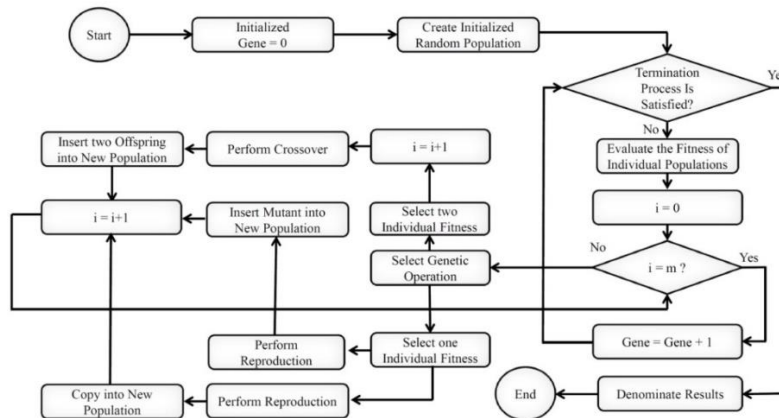 Start
Initialized
Gene = 0
Create Initialized
Random Population
Termination
Process Is
Satisfied?
Yes
No
Evaluate the Fitness of
Individual Populations
i = 0
i = m ?
No
Yes
Gene = Gene + 1
Insert two Offspring
into New Population
Perform Crossover
i = i+1
Select two
Individual Fitness
i = i+1
Insert Mutant into
New Population
Select Genetic
Operation
Perform
Reproduction
Select one
Individual Fitness
Copy into New
Population
Perform Reproduction
End
Denominate Results